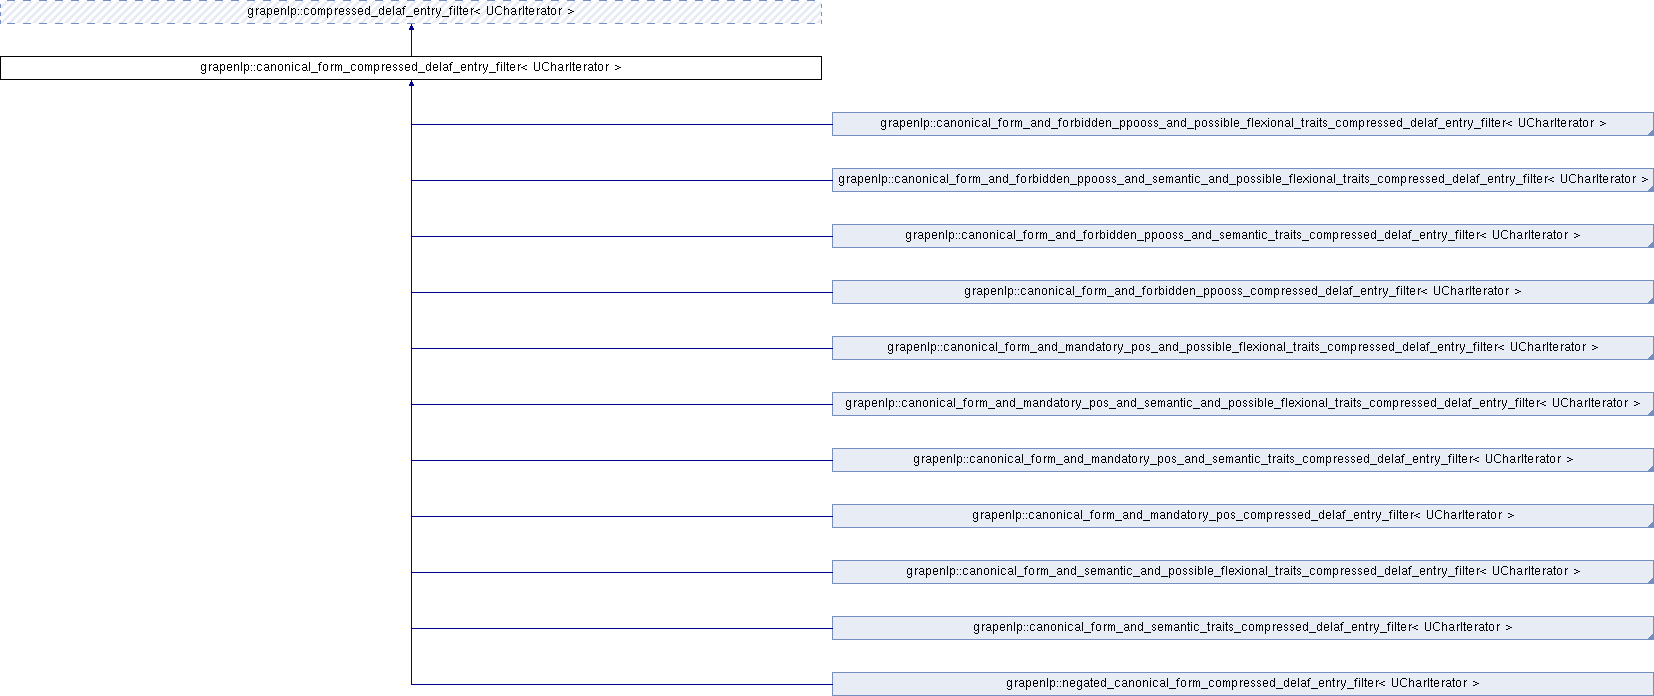 grapenlp::compressed_delaf_entry_filter< UCharIterator >
grapenlp::canonical_form_compressed_delaf_entry_filter< UCharIterator >
grapenlp::canonical_form_and_forbidden_ppooss_and_possible_flexional_traits_compressed_delaf_entry_filter< UCharIterator >
grapenlp::canonical_form_and_forbidden_ppooss_and_semantic_and_possible_flexional_traits_compressed_delaf_entry_filter< UCharIterator >
grapenlp::canonical_form_and_forbidden_ppooss_and_semantic_traits_compressed_delaf_entry_filter< UCharIterator >
grapenlp::canonical_form_and_forbidden_ppooss_compressed_delaf_entry_filter< UCharIterator >
grapenlp::canonical_form_and_mandatory_pos_and_possible_flexional_traits_compressed_delaf_entry_filter< UCharIterator >
grapenlp::canonical_form_and_mandatory_pos_and_semantic_and_possible_flexional_traits_compressed_delaf_entry_filter< UCharIterator >
grapenlp::canonical_form_and_mandatory_pos_and_semantic_traits_compressed_delaf_entry_filter< UCharIterator >
grapenlp::canonical_form_and_mandatory_pos_compressed_delaf_entry_filter< UCharIterator >
grapenlp::canonical_form_and_semantic_and_possible_flexional_traits_compressed_delaf_entry_filter< UCharIterator >
grapenlp::canonical_form_and_semantic_traits_compressed_delaf_entry_filter< UCharIterator >
grapenlp::negated_canonical_form_compressed_delaf_entry_filter< UCharIterator >